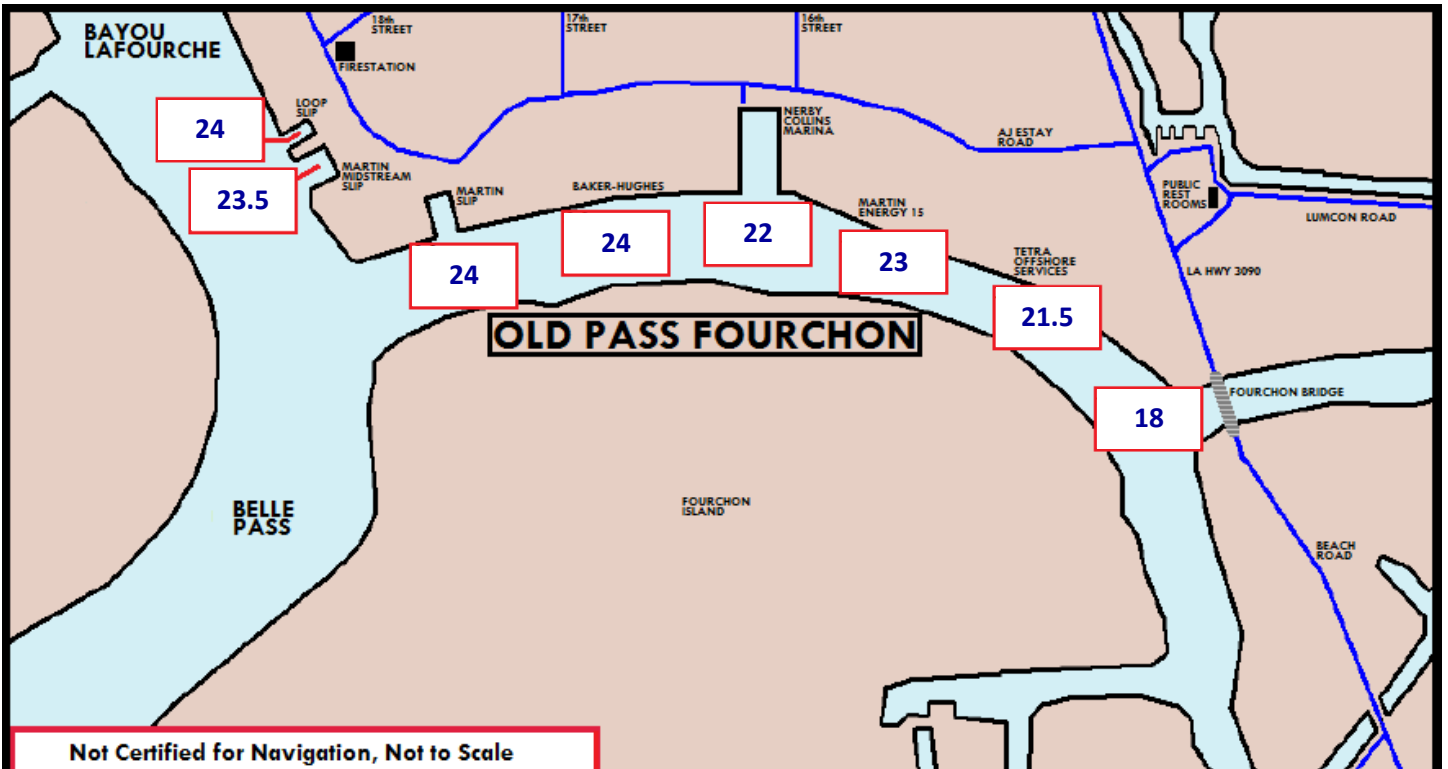 BAYOU
LAFOURCHE
18th
STREET
17th
STREET
16th
STREET
FIRESTATION
LOOP
SLIP
24
23.5
MARTIN
MIDSTREAM
SLIP
MARTIN
SLIP
BAKER-HUGHES
NERBY
COLLINS
MARINA
AJ ESTAY
ROAD
PUBLIC
REST
ROOMS
LUMCON ROAD
MARTIN
ENERGY 15
TETRA
OFFSHORE
SERVICES
LA HWY 3090
24
24
22
23
21.5
18
OLD PASS FOURCHON
FOURCHON BRIDGE
BELLE
PASS
FOURCHON
ISLAND
BEACH
ROAD
Not Certified for Navigation, Not to Scale